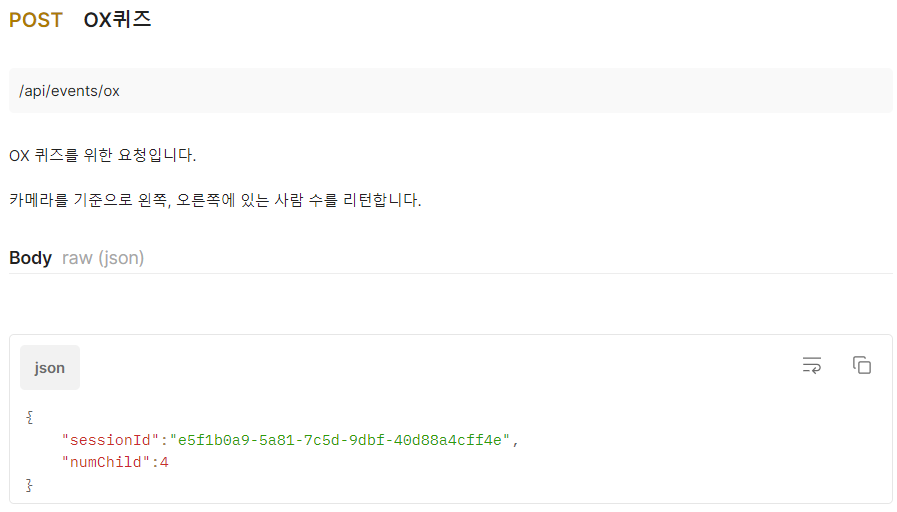 POST OX퀴즈
/api/events/ox
OX 퀴즈를 위한 요청입니다.
카메라를 기준으로 왼쪽, 오른쪽에 있는 사람 수를 리턴합니다.
Body raw (json)
json
{
"sessionId":"e5f1b0a9-5a81-7c5d-9dbf-40d88a4cff4e",
"numChild":4
}